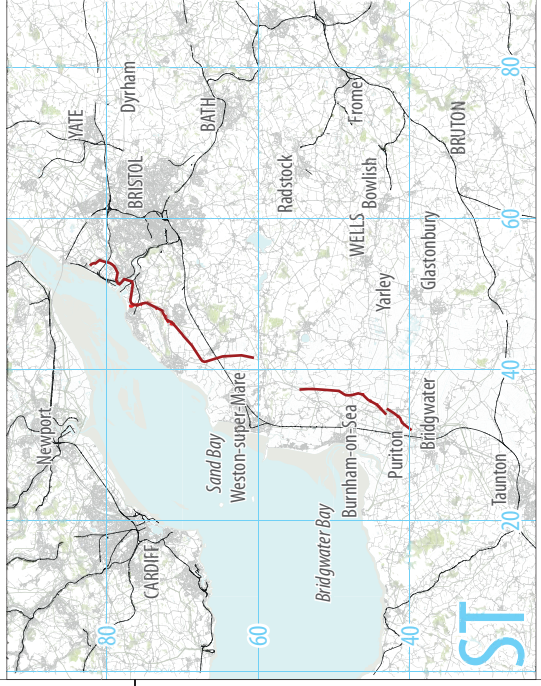 Newport
YATE
80
Dyrham
BRISTOL
CARDIFF
BATH
Sand Bay
Weston-super-Mare
60
Radstock
Bridgwater Bay
Burnham-on-Sea
WELLS
Frome
Bowlish
Yarley
Puriton
40
Bridgwater
Glastonbury
BRUTON
ST
Taunton
20
40
60
80